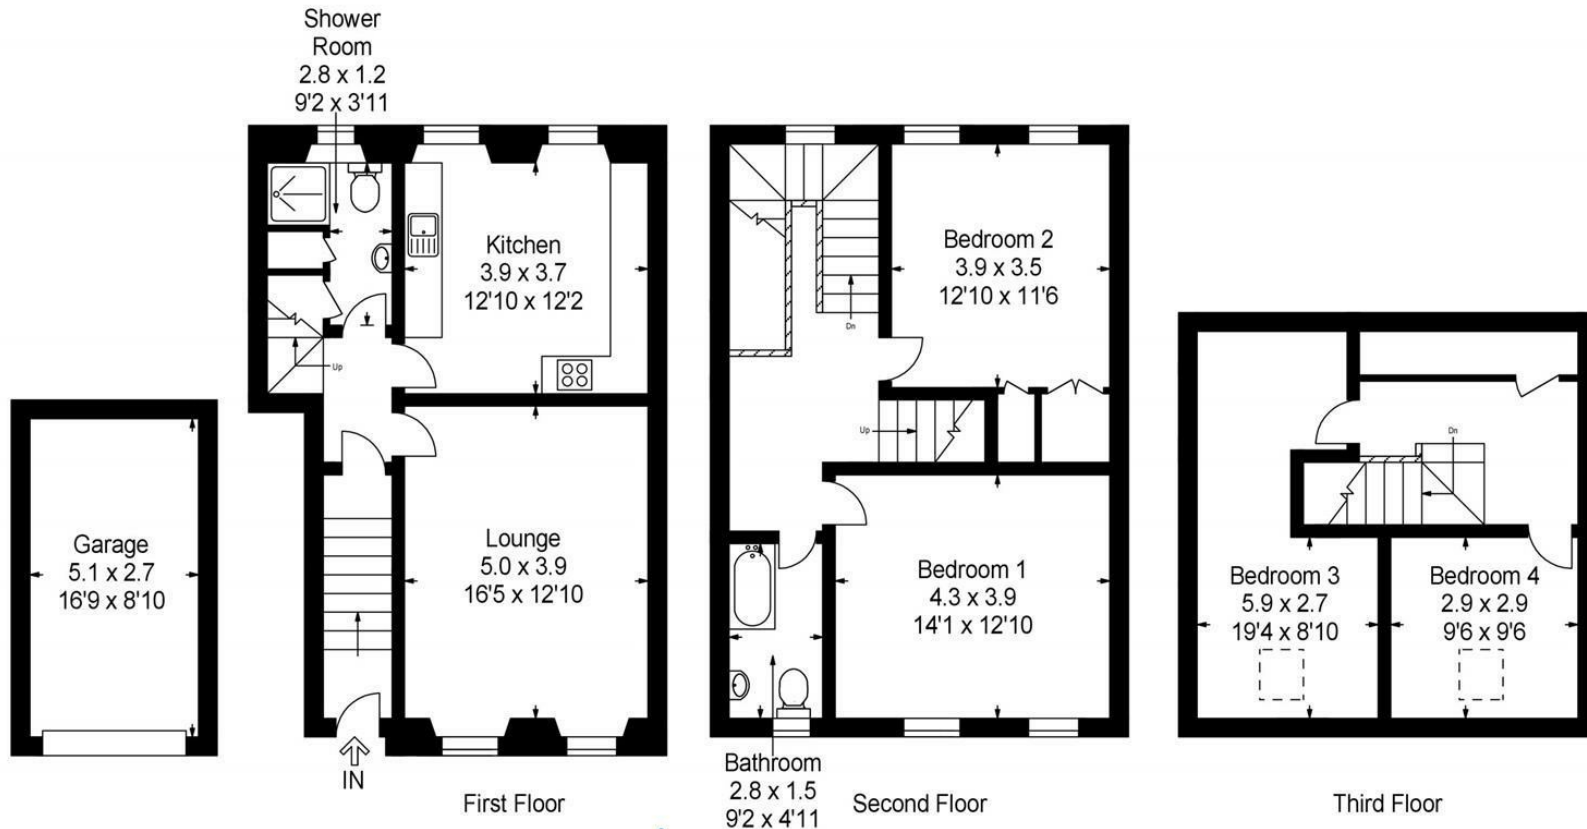 Shower
Room
2.8 x 1.2
9'2 x 3'11
Kitchen
3.9 x 3.7
12'10 x 12'2
Up
Lounge
5.0 x 3.9
16'5 x 12'10
Garage
5.1 x 2.7
16'9 x 8'10
IN
First Floor
Bedroom 2
3.9 x 3.5
12'10 x 11'6
Dn
Up
Bedroom 1
4.3 x 3.9
14'1 x 12'10
Bathroom
2.8 x 1.5
9'2 x 4'11
Second Floor
Dn
Bedroom 3
5.9 x 2.7
19'4 x 8'10
Bedroom 4
2.9 x 2.9
9'6 x 9'6
Third Floor